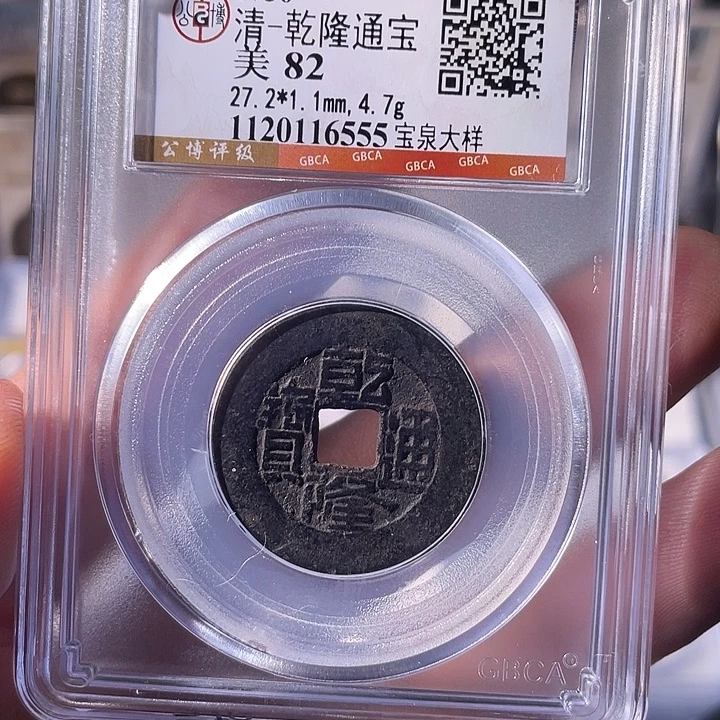 清-乾隆通宝
美 82
27.2*1.1mm, 4.7g
1120116555 宝泉大样
公博评级 GBCA GBCA GBCA GBCA GBCA
GBCA
乾
寶 通
隆
GBCA